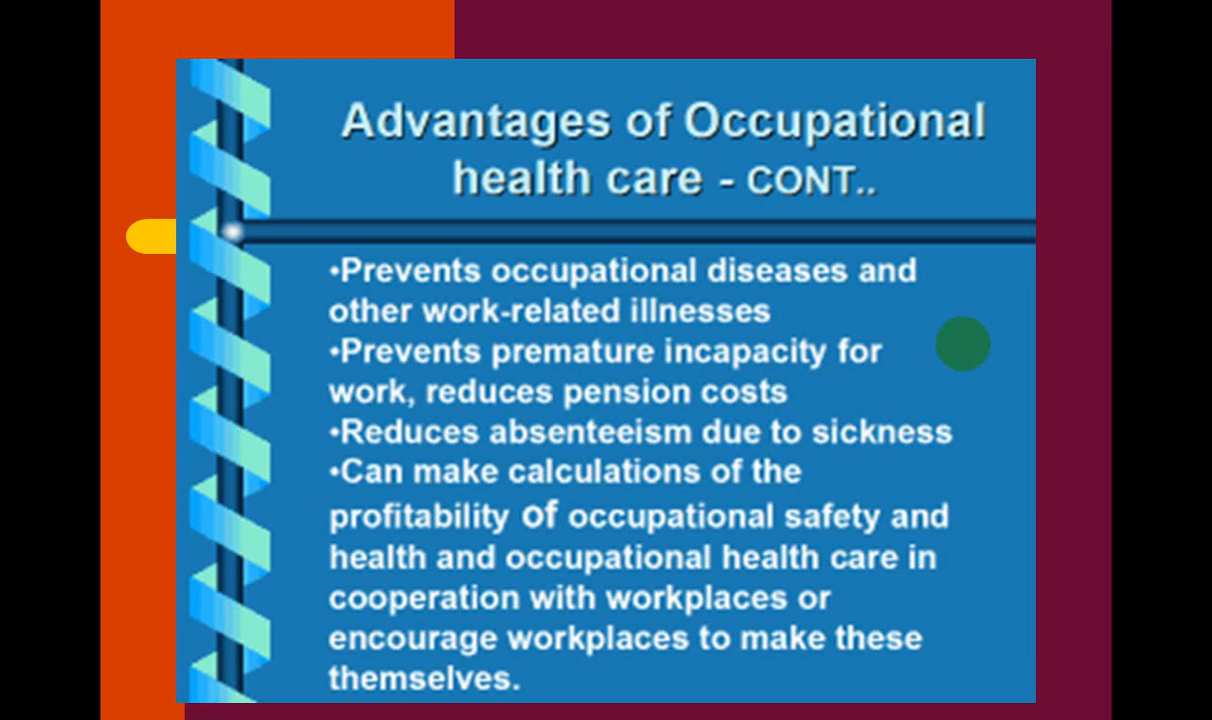 Advantages of Occupational
health care - CONT..
•Prevents occupational diseases and
other work-related illnesses
•Prevents premature incapacity for
work, reduces pension costs
•Reduces absenteeism due to sickness
•Can make calculations of the
profitability of occupational safety and
health and occupational health care in
cooperation with workplaces or
encourage workplaces to make these
themselves.